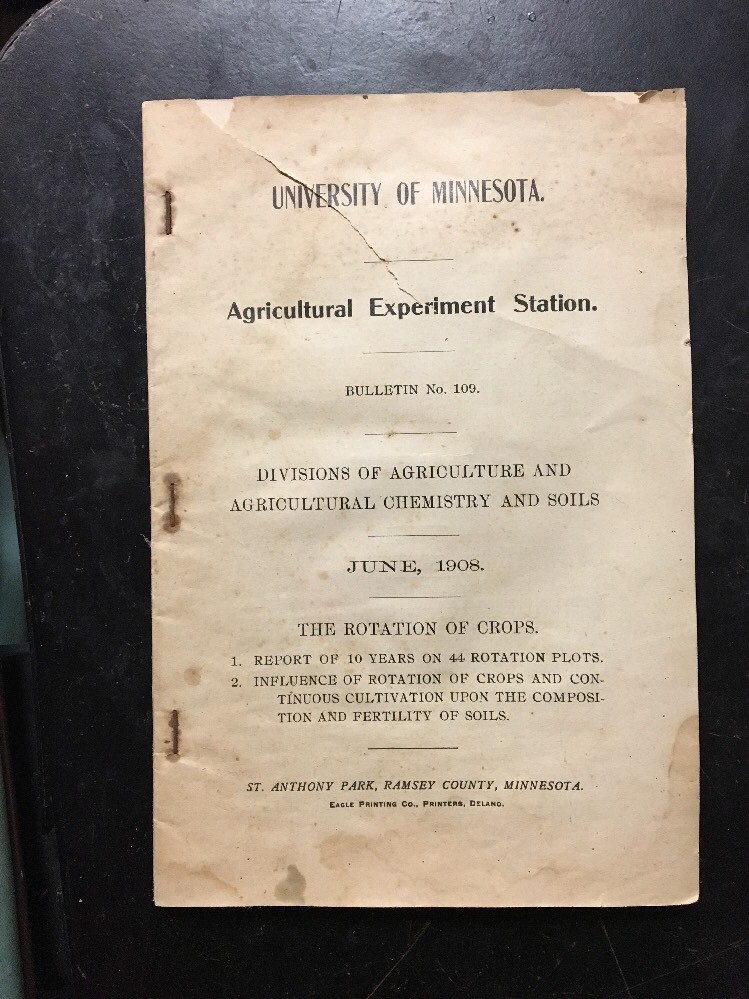 UNIVERSITY OF MINNESOTA.
Agricultural Experiment Station.
BULLETIN No. 109.
DIVISIONS OF AGRICULTURE AND
AGRICULTURAL CHEMISTRY AND SOILS
JUNE, 1908.
THE ROTATION OF CROPS.
1. REPORT OF 10 YEARS ON 44 ROTATION PLOTS.
2. INFLUENCE OF ROTATION OF CROPS AND CON-
TINUOUS CULTIVATION UPON THE COMPOSI-
TION AND FERTILITY OF SOILS.
ST. ANTHONY PARK, RAMSEY COUNTY, MINNESOTA.
EAGLE PRINTING CO., PRINTERS, DELANO.